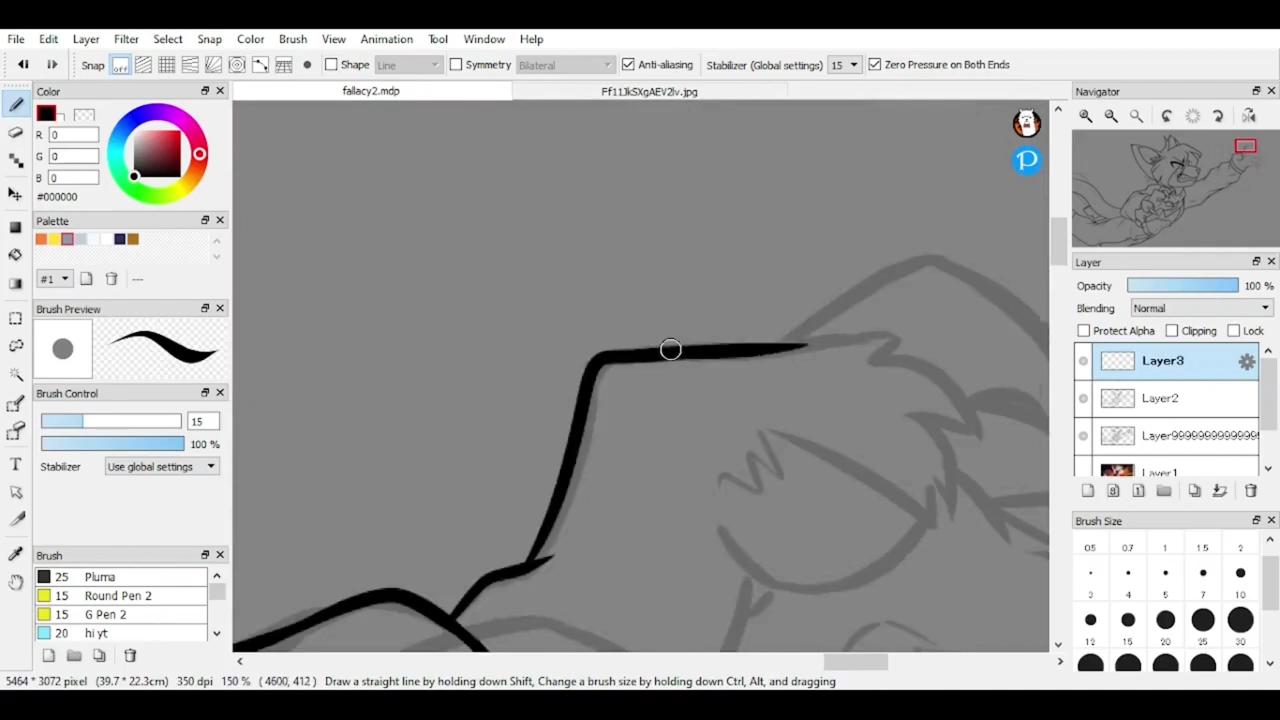 File Edit Layer Filter Select Snap Color Brush View Animation Tool Window Help
Snap off Shape Line Symmetry Bilateral Anti-aliasing Stabilizer (Global settings) 15 Zero Pressure on Both Ends
Color
fallacy2.mdp
Navigator
R 0
G 0
B 0
#000000
Palette
#1
---
Brush Preview
Brush Control
15
100 %
Stabilizer Use global settings
Brush
25 Pluma
15 Round Pen 2
15 G Pen 2
20 hi yt
Layer
Opacity 100 %
Blending Normal
Protect Alpha Clipping Lock
Layer3
Layer2
Layer1
Brush Size
0.5 0.7 1 1.5 2
3 4 5 7 10
12 15 20 25 30
5464 * 3072 pixel (39.7 * 22.3cm) 350 dpi 150 % ( 4600, 412 ) Draw a straight line by holding down Shift, Change a brush size by holding down Ctrl, Alt, and dragging